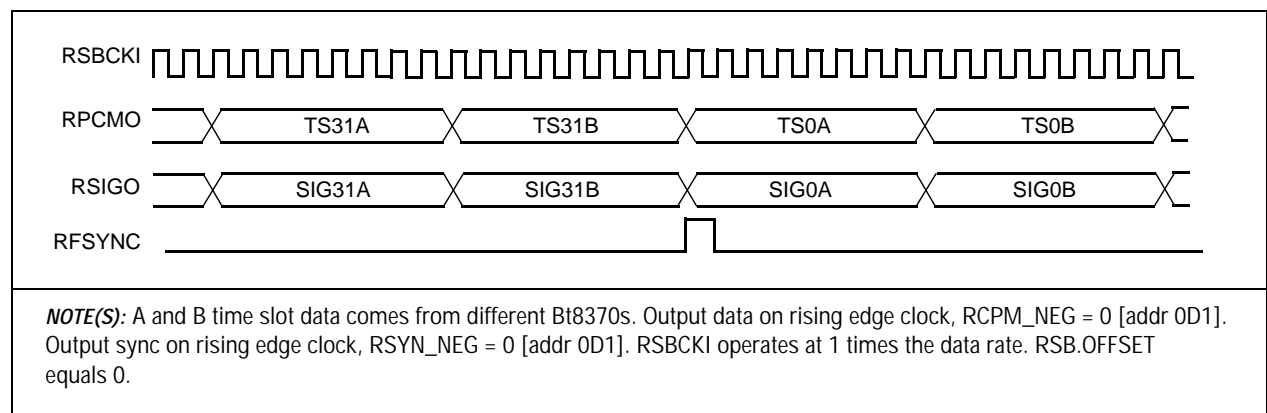 RSBCKI
RPCMO
TS31A TS31B TS0A TS0B
RSIGO
SIG31A SIG31B SIG0A SIG0B
RFSYNC
NOTE(S): A and B time slot data comes from different Bt8370s. Output data on rising edge clock, RCPM_NEG = 0 [addr 0D1].
Output sync on rising edge clock, RSYN_NEG = 0 [addr 0D1]. RSBCKI operates at 1 times the data rate. RSB.OFFSET
equals 0.